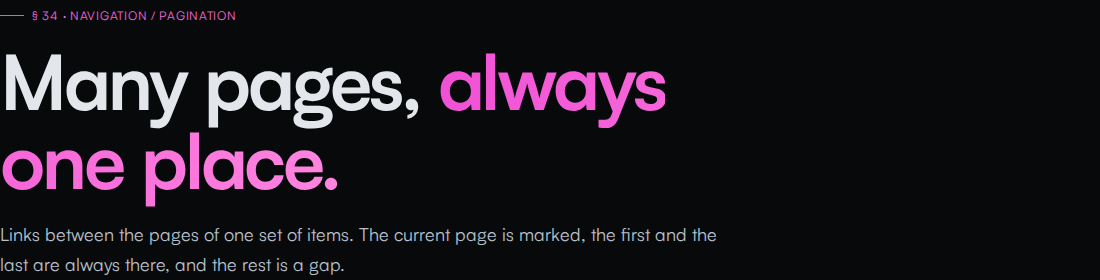 § 34 · NAVIGATION / PAGINATION
Many pages, always
one place.
Links between the pages of one set of items. The current page is marked, the first and the
last are always there, and the rest is a gap.